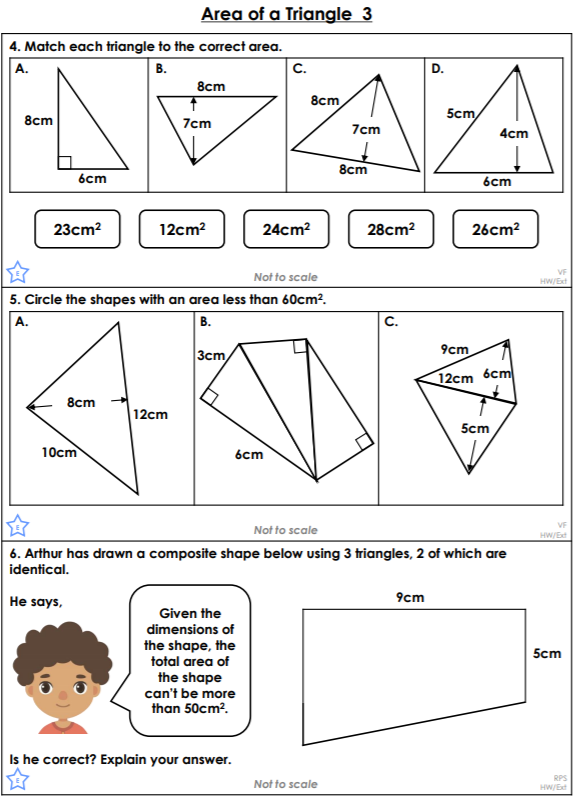 Area of a Triangle 3
4. Match each triangle to the correct area.
A.
8cm
6cm
B.
8cm
7cm
C.
8cm
7cm
8cm
D.
5cm
4cm
6cm
23cm²
12cm²
24cm²
28cm²
26cm²
E
Not to scale
VF
HW/Ext
5. Circle the shapes with an area less than 60cm².
A.
8cm
12cm
10cm
B.
3cm
6cm
C.
9cm
12cm
6cm
5cm
E
Not to scale
VF
HW/Ext
6. Arthur has drawn a composite shape below using 3 triangles, 2 of which are
identical.
He says,
Given the
dimensions of
the shape, the
total area of
the shape
can't be more
than 50cm².
9cm
5cm
Is he correct? Explain your answer.
E
Not to scale
RPS
HW/Ext